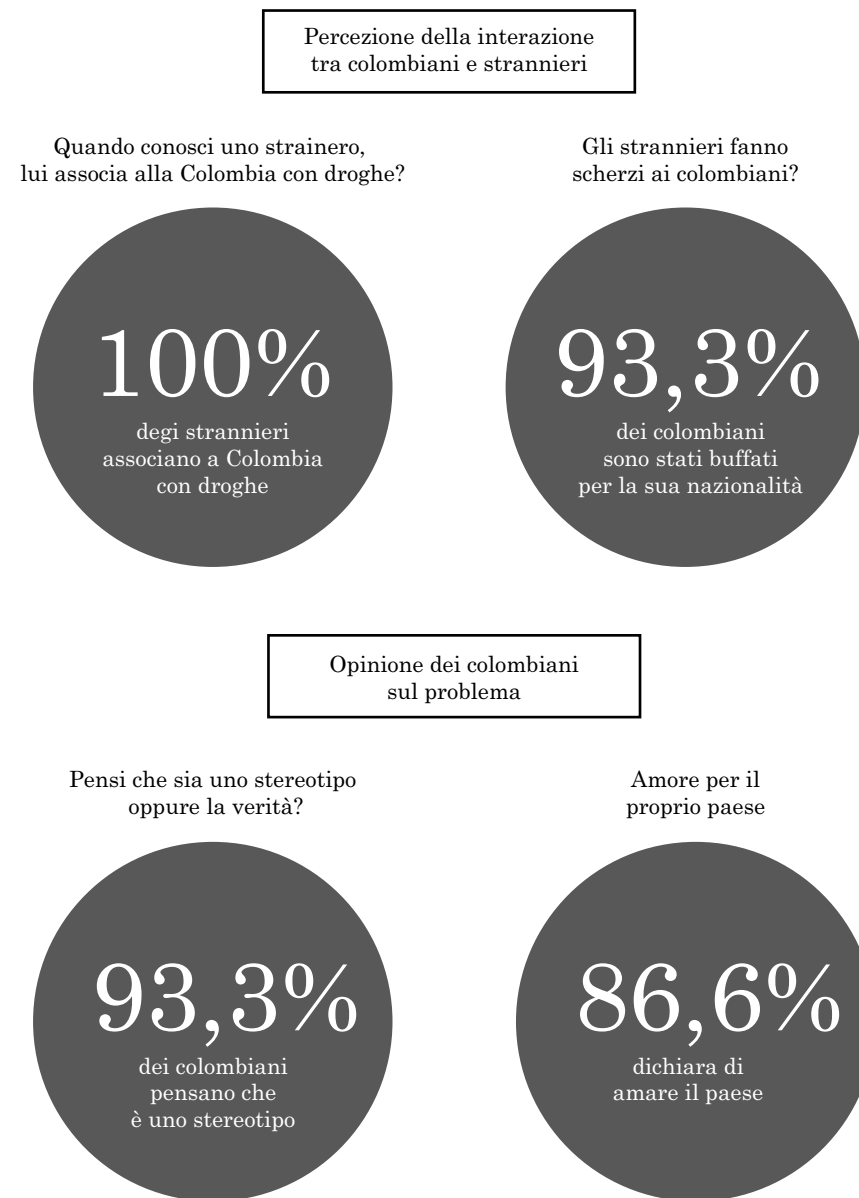 Percezione della interazione
tra colombiani e strannieri
Quando conosci uno strainero,
lui associa alla Colombia con droghe?
100%
degi strannieri
associano a Colombia
con droghe
Gli strannieri fanno
scherzi ai colombiani?
93,3%
dei colombiani
sono stati buffati
per la sua nazionalità
Opinione dei colombiani
sul problema
Pensi che sia uno stereotipo
oppure la verità?
93,3%
dei colombiani
pensano che
è uno stereotipo
Amore per il
proprio paese
86,6%
dichiara di
amare il paese